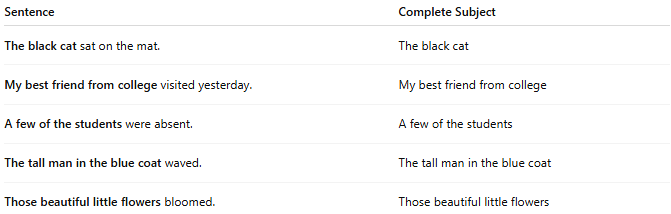 Sentence Complete Subject
The black cat sat on the mat. The black cat
My best friend from college visited yesterday. My best friend from college
A few of the students were absent. A few of the students
The tall man in the blue coat waved. The tall man in the blue coat
Those beautiful little flowers bloomed. Those beautiful little flowers